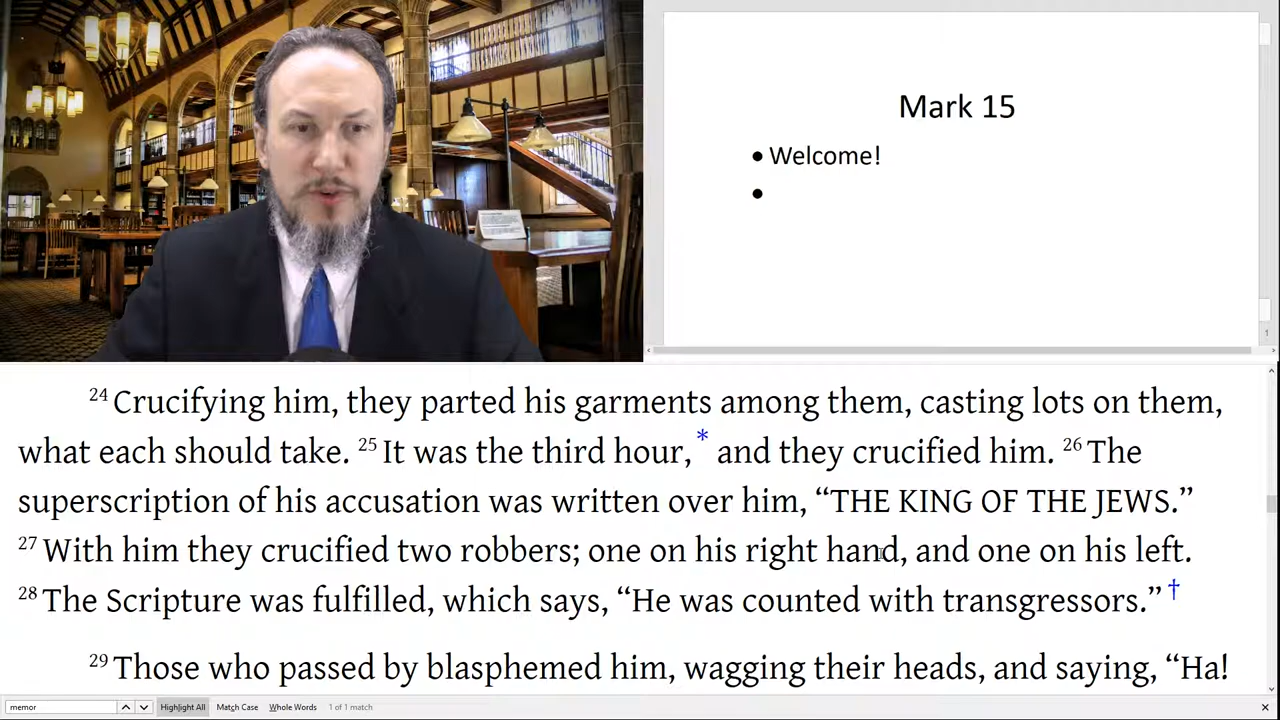 Mark 15
• Welcome!
•
1
24 Crucifying him, they parted his garments among them, casting lots on them,
what each should take. 25 It was the third hour,* and they crucified him. 26 The
superscription of his accusation was written over him, “THE KING OF THE JEWS.”
27 With him they crucified two robbers; one on his right hand, and one on his left.
28 The Scripture was fulfilled, which says, “He was counted with transgressors.” †
29 Those who passed by blasphemed him, wagging their heads, and saying, “Ha!
memor Highlight All Match Case Whole Words 1 of 1 match